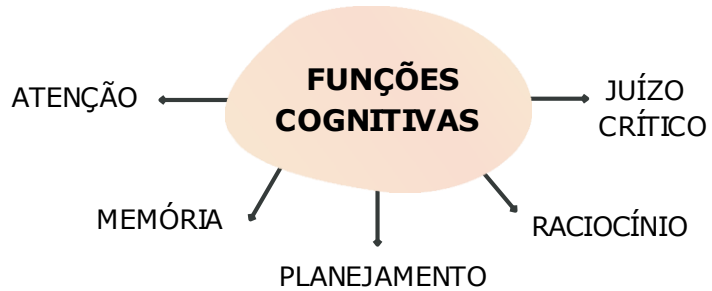 FUNÇÕES
COGNITIVAS
ATENÇÃO
JUÍZO
CRÍTICO
MEMÓRIA
RACIOCÍNIO
PLANEJAMENTO